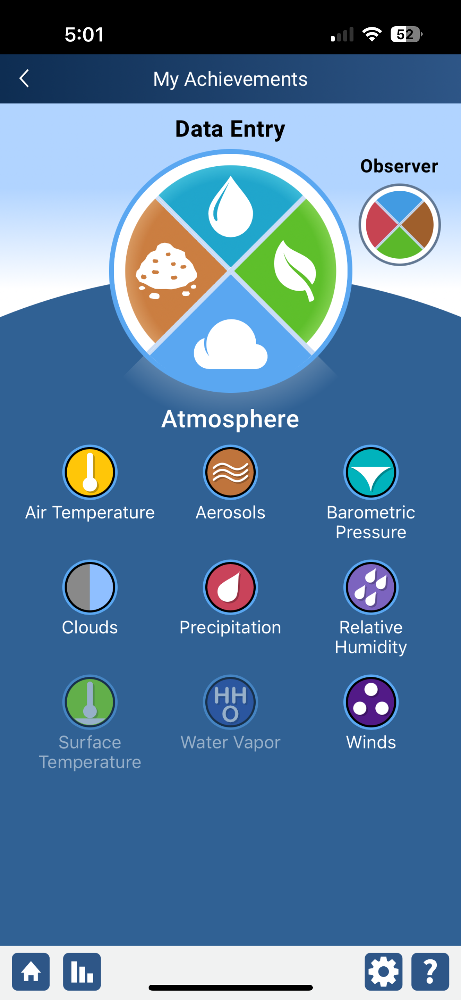 5:01
52
My Achievements
Data Entry
Observer
Atmosphere
Air Temperature
Aerosols
Barometric
Pressure
Clouds
Precipitation
Relative
Humidity
Surface
Temperature
HH
O
Water Vapor
Winds
?